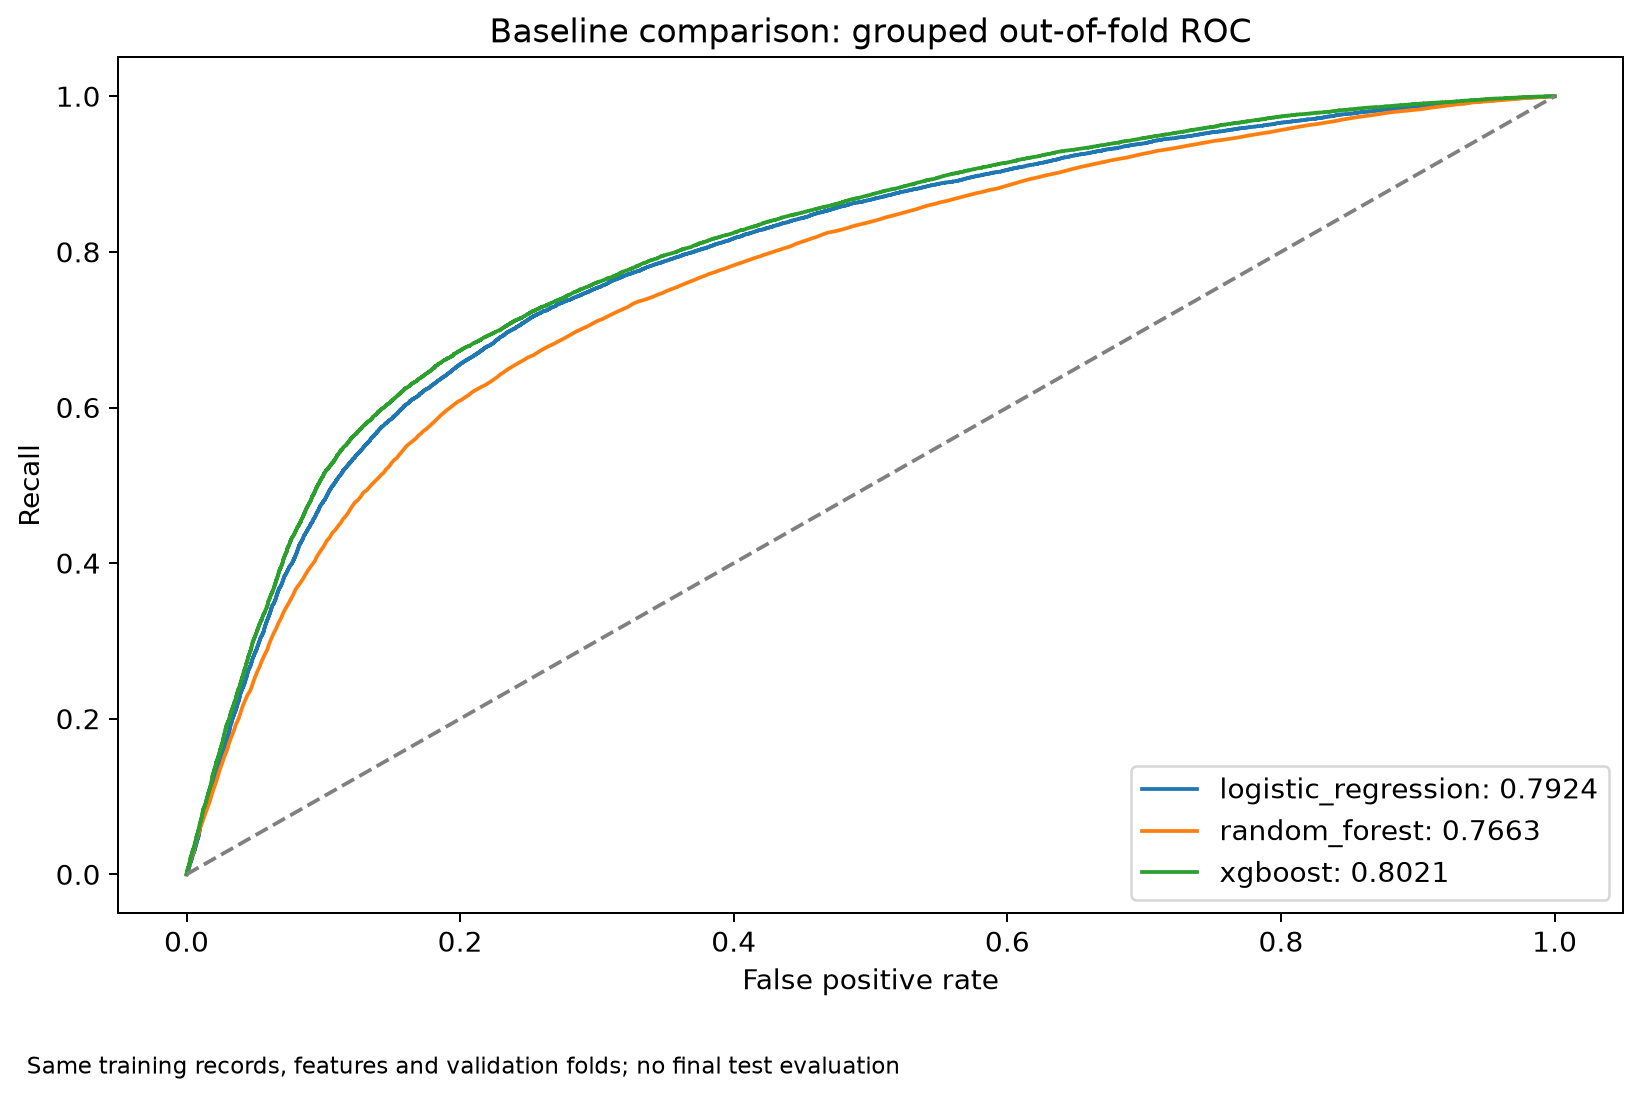 Baseline comparison: grouped out-of-fold ROC
1.0
0.8
0.6
0.4
0.2
0.0
Recall
logistic_regression: 0.7924
random_forest: 0.7663
xgboost: 0.8021
0.0 0.2 0.4 0.6 0.8 1.0
False positive rate
Same training records, features and validation folds; no final test evaluation